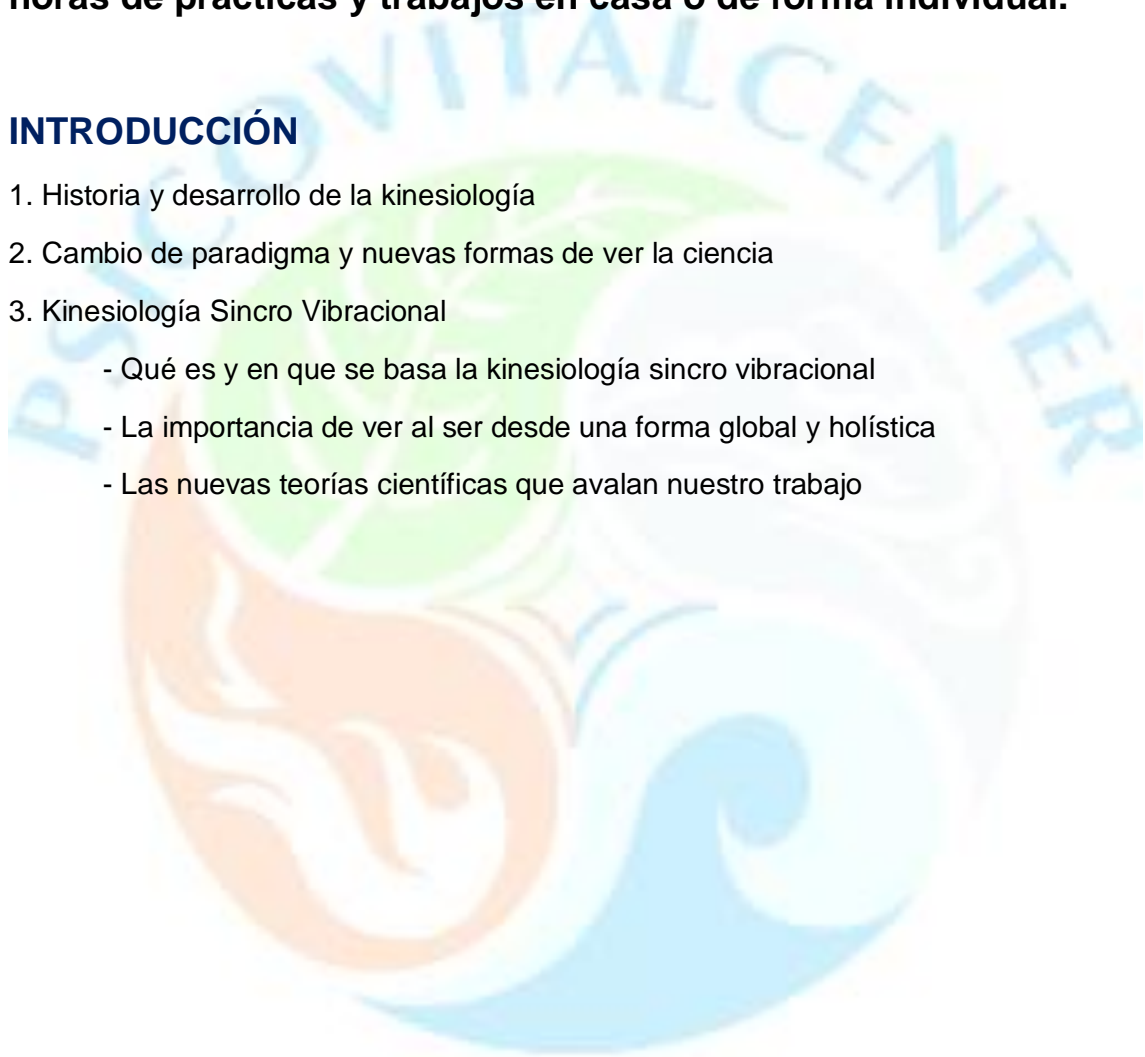 horas de prácticas y trabajos en casa o de forma individual.
PSICOVITALCENTER
INTRODUCCIÓN
1. Historia y desarrollo de la kinesiología
2. Cambio de paradigma y nuevas formas de ver la ciencia
3. Kinesiología Sincro Vibracional
- Qué es y en que se basa la kinesiología sincro vibracional
- La importancia de ver al ser desde una forma global y holística
- Las nuevas teorías científicas que avalan nuestro trabajo